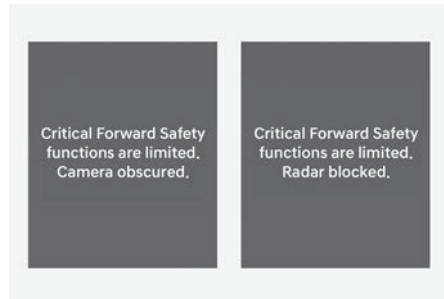 Critical Forward Safety
functions are limited.
Camera obscured.
Critical Forward Safety
functions are limited.
Radar blocked.